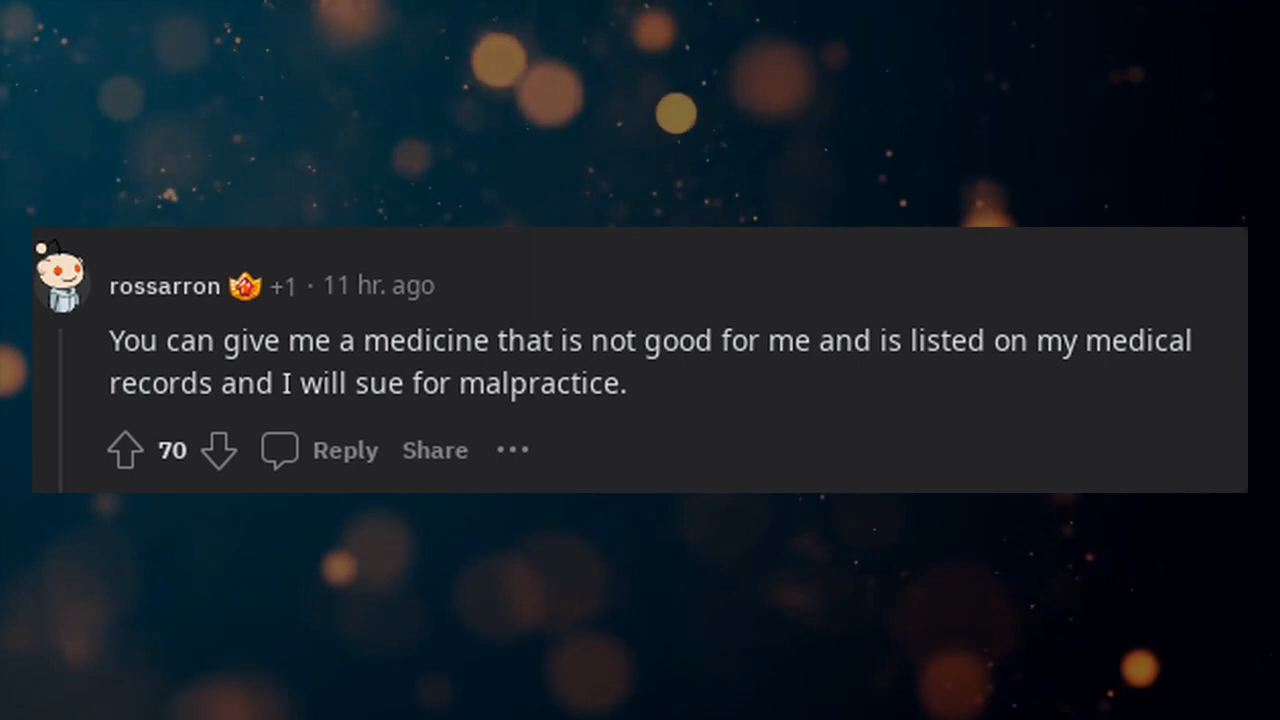 rossarron +1 · 11 hr. ago
You can give me a medicine that is not good for me and is listed on my medical
records and I will sue for malpractice.
70 Reply Share •••